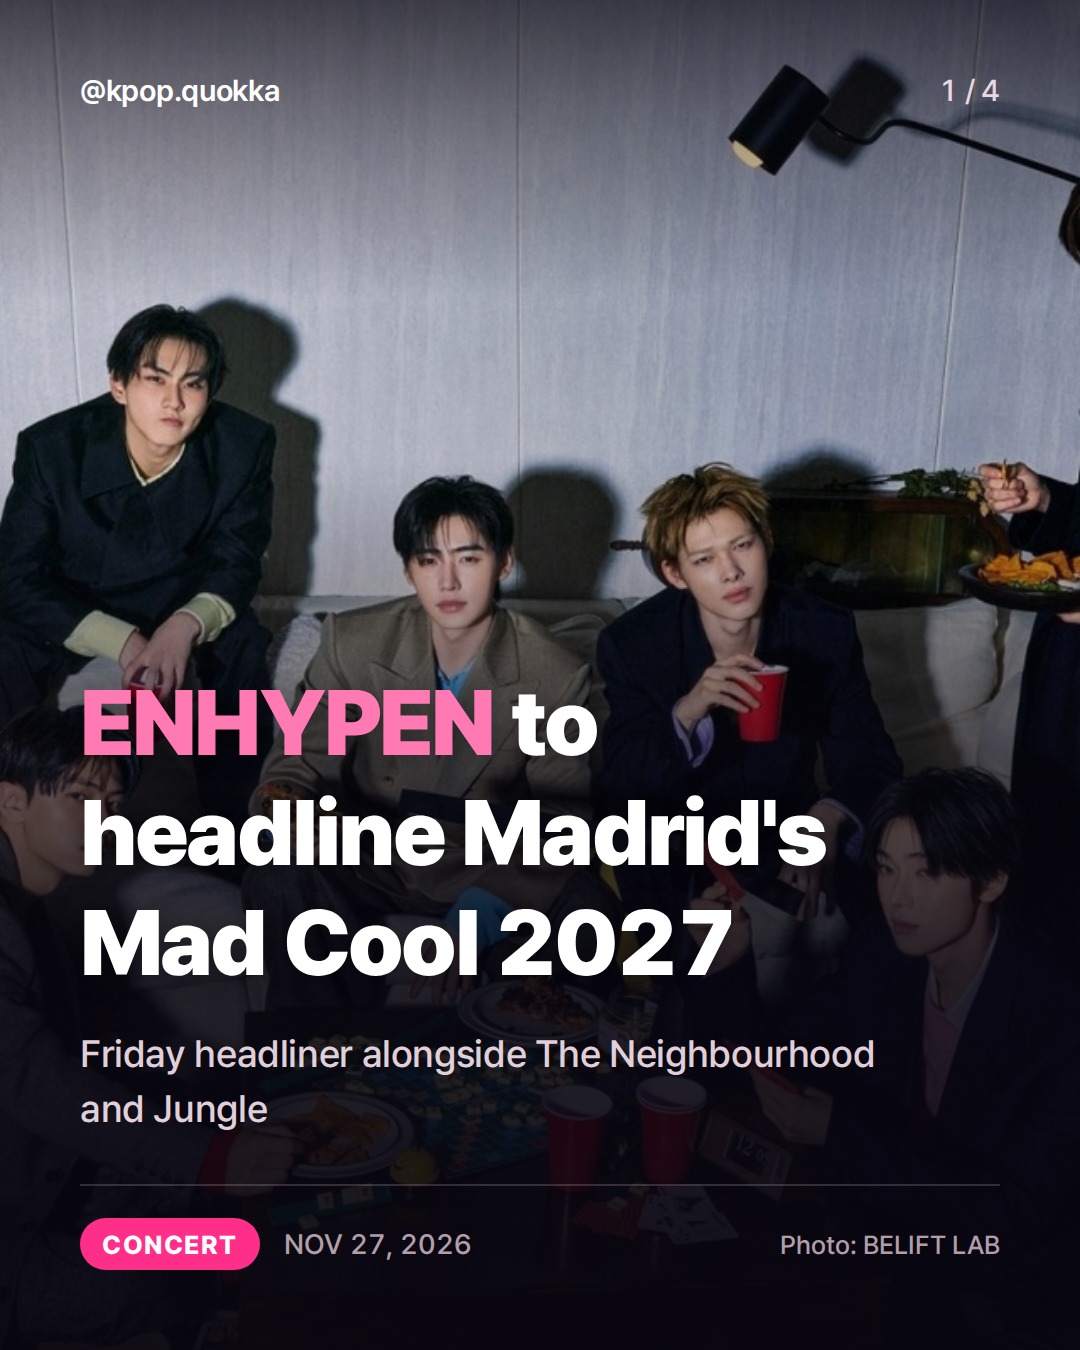 @kpop.quokka
1 / 4
ENHYPEN to
headline Madrid's
Mad Cool 2027
Friday headliner alongside The Neighbourhood
and Jungle
CONCERT
NOV 27, 2026
Photo: BELIFT LAB